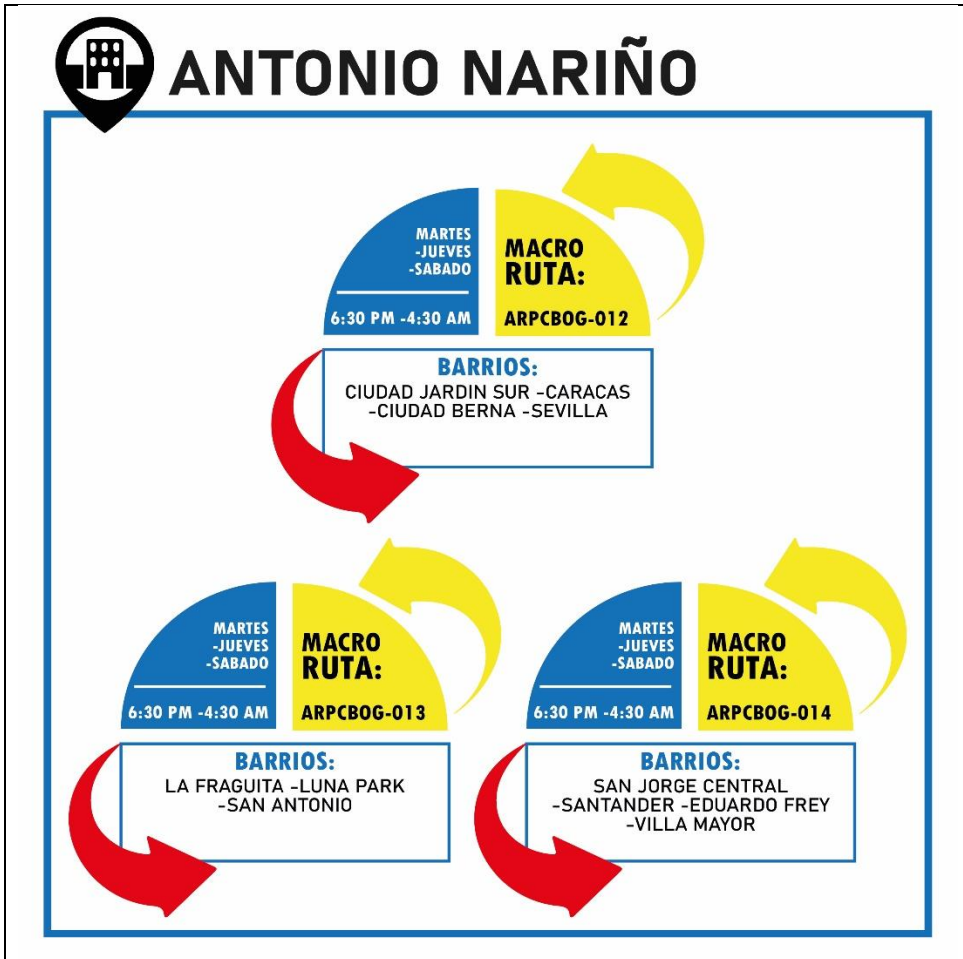 ANTONIO NARIÑO
MARTES
-JUEVES
-SABADO
6:30 PM -4:30 AM
MACRO
RUTA:
ARPCBOG-012
BARRIOS:
CIUDAD JARDIN SUR -CARACAS
-CIUDAD BERNA -SEVILLA
MARTES
-JUEVES
-SABADO
6:30 PM -4:30 AM
MACRO
RUTA:
ARPCBOG-013
BARRIOS:
LA FRAGUITA -LUNA PARK
-SAN ANTONIO
MARTES
-JUEVES
-SABADO
6:30 PM -4:30 AM
MACRO
RUTA:
ARPCBOG-014
BARRIOS:
SAN JORGE CENTRAL
-SANTANDER -EDUARDO FREY
-VILLA MAYOR